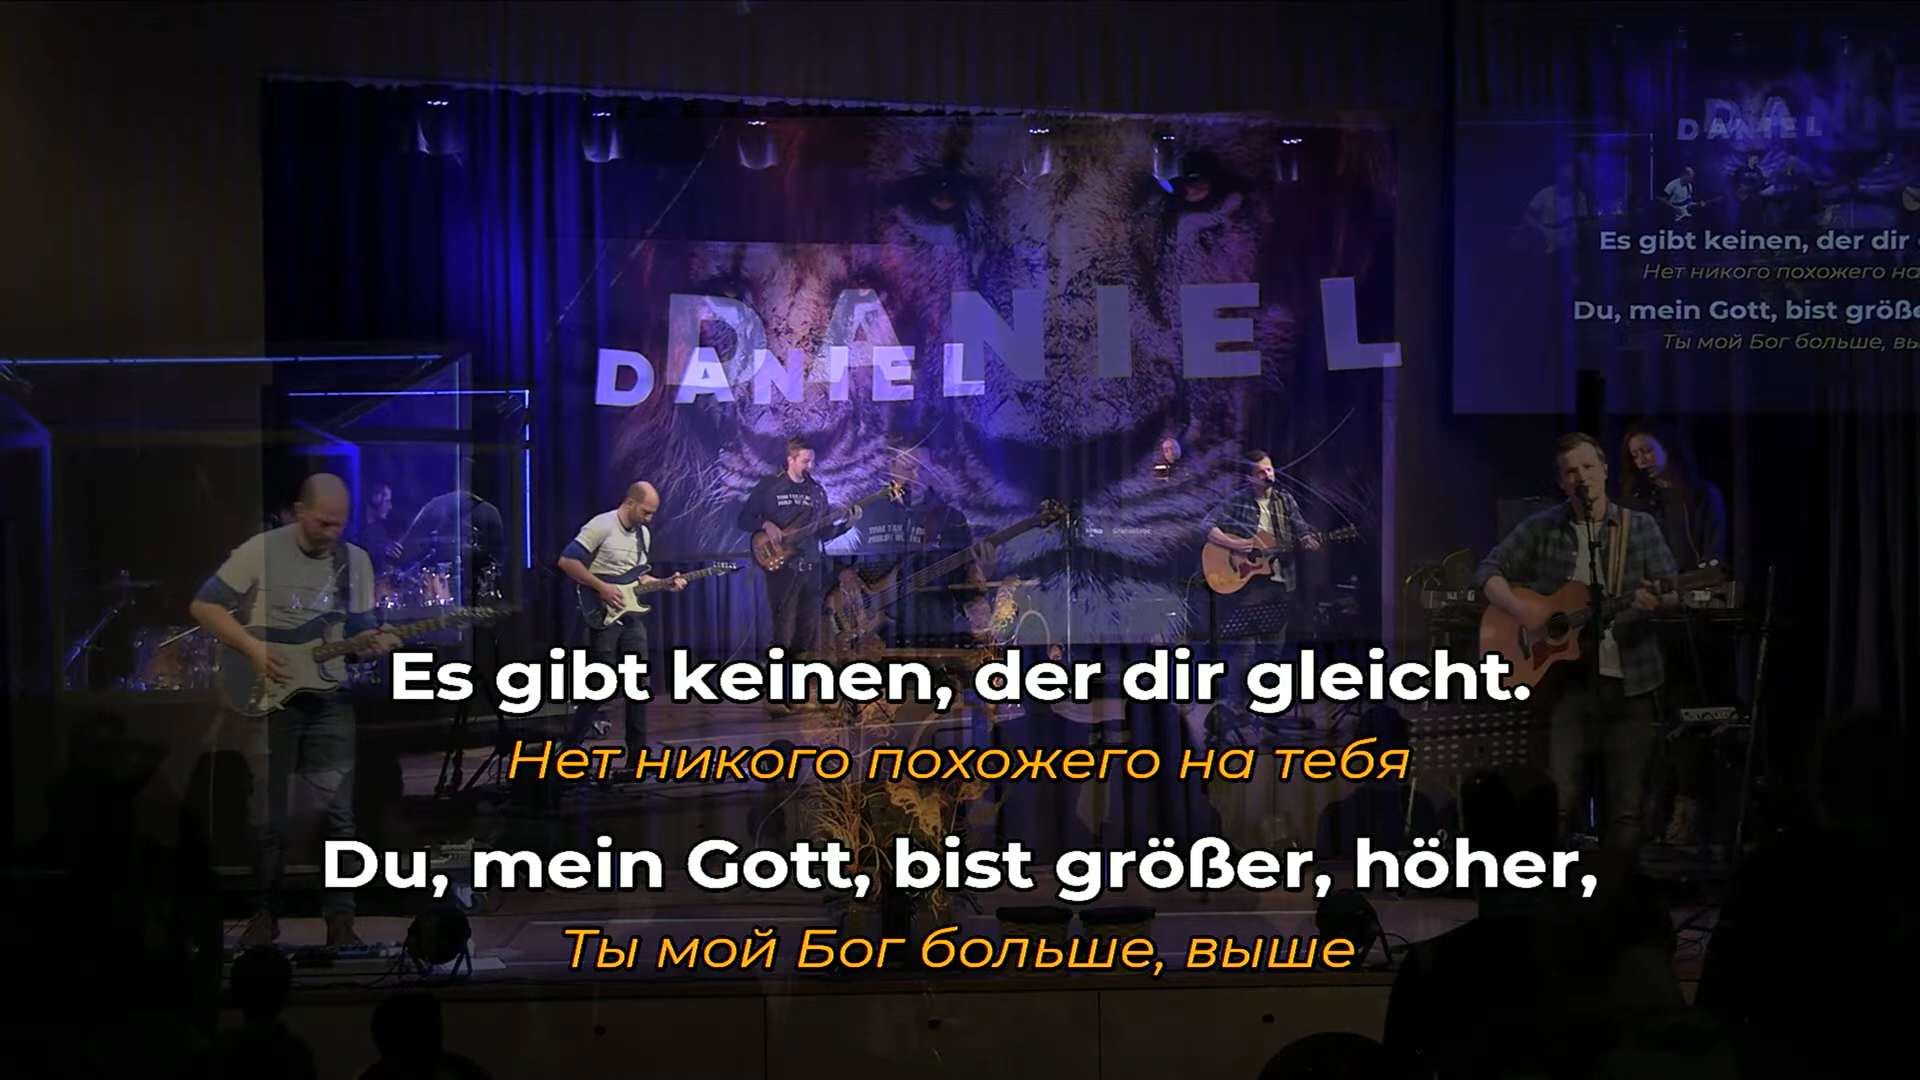 DANIEL
DANIEL
DANIEL
Es gibt keinen, der dir
Нет никого похожего на
Du, mein Gott, bist größe
Ты мой Бог больше, вы
Es gibt keinen, der dir gleicht.
Нет никого похожего на тебя
Du, mein Gott, bist größer, höher,
Ты мой Бог больше, выше